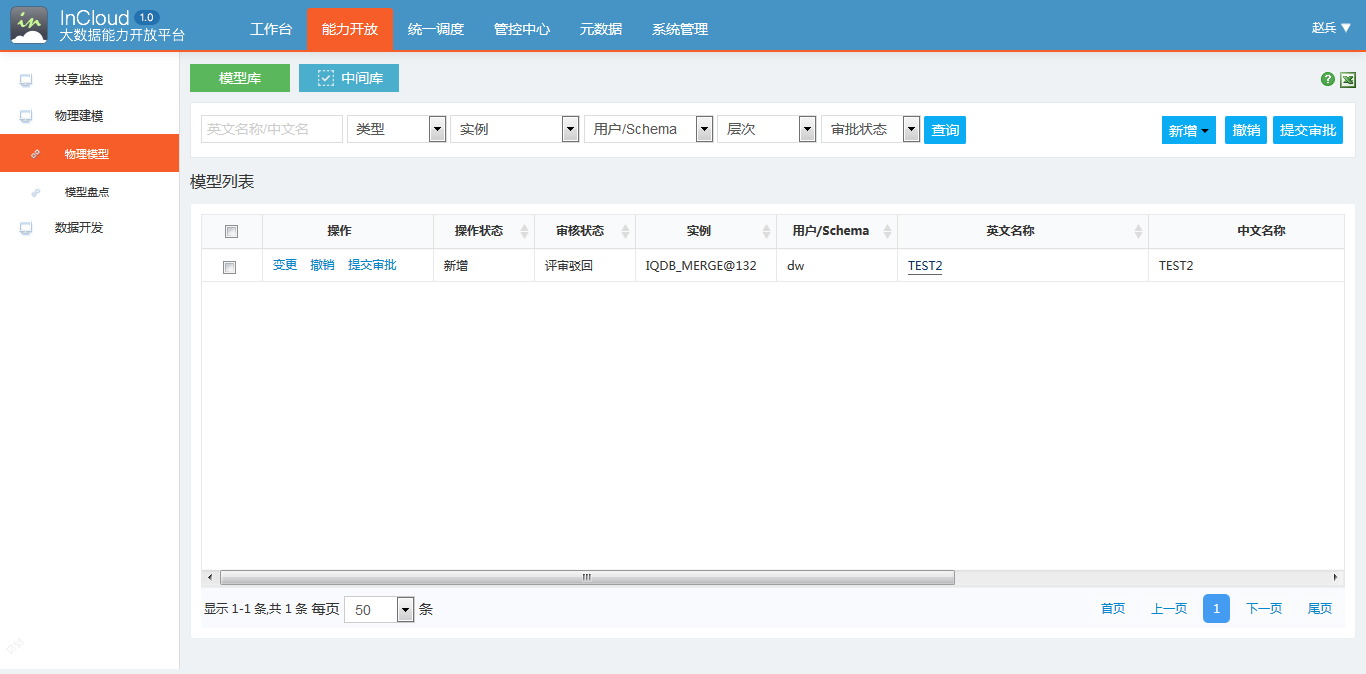 in InCloud 1.0
大数据能力开放平台
工作台 能力开放 统一调度 管控中心 元数据 系统管理 赵兵
共享监控
物理建模
物理模型
模型盘点
数据开发
模型库 中间库
英文名称/中文名 类型 实例 用户/Schema 层次 审批状态 查询 新增 撤销 提交审批
模型列表
操作 操作状态 审核状态 实例 用户/Schema 英文名称 中文名称
变更 撤销 提交审批 新增 评审驳回 IQDB_MERGE@132 dw TEST2 TEST2
显示 1-1 条,共 1 条 每页 50 条 首页 上一页 1 下一页 尾页